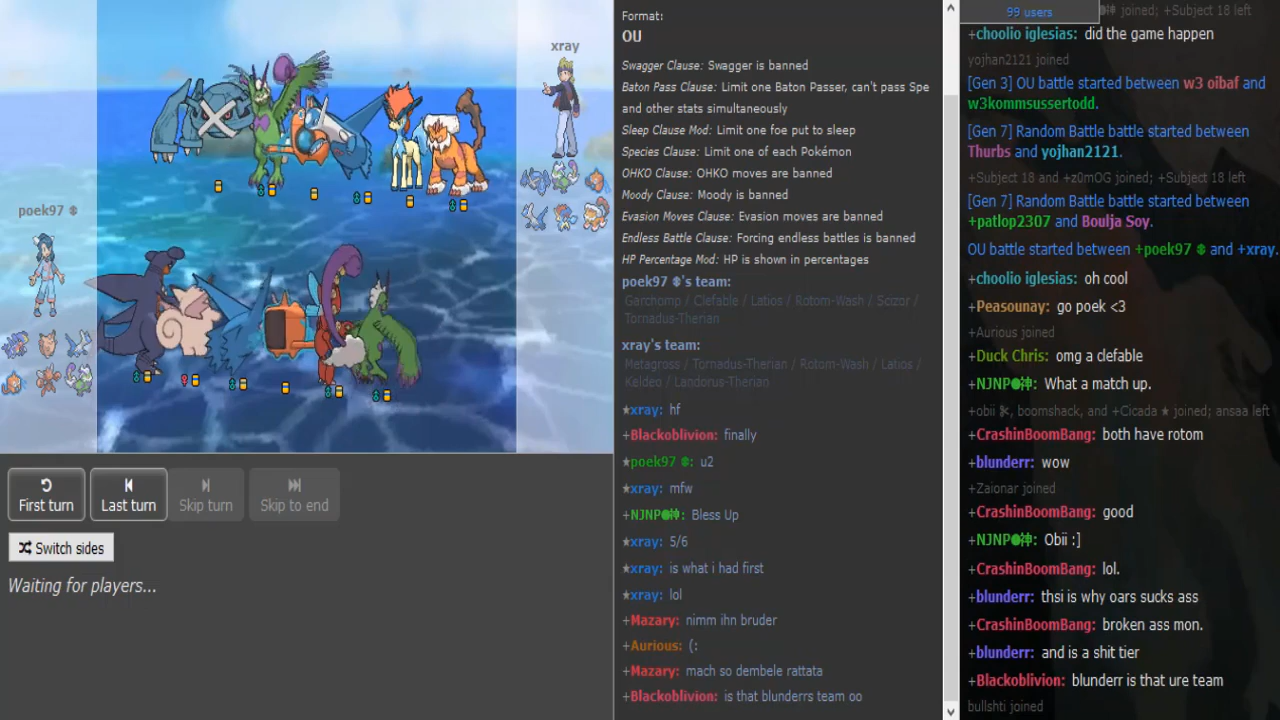 xray
poek97
First turn
Last turn
Skip turn
Skip to end
Switch sides
Waiting for players...
Format:
OU
Swagger Clause: Swagger is banned
Baton Pass Clause: Limit one Baton Passer, can't pass Spe
and other stats simultaneously
Sleep Clause Mod: Limit one foe put to sleep
Species Clause: Limit one of each Pokémon
OHKO Clause: OHKO moves are banned
Moody Clause: Moody is banned
Evasion Moves Clause: Evasion moves are banned
Endless Battle Clause: Forcing endless battles is banned
HP Percentage Mod: HP is shown in percentages
poek97 's team:
Garchomp / Clefable / Latios / Rotom-Wash / Scizor /
Tornadus-Therian
xray's team:
Metagross / Tornadus-Therian / Rotom-Wash / Latios /
Keldeo / Landorus-Therian
★xray: hf
+Blackoblivion: finally
★poek97 : u2
★xray: mfw
+NJNP●神: Bless Up
★xray: 5/6
★xray: is what i had first
★xray: lol
+Mazary: nimm ihn bruder
+Aurious: (:
+Mazary: mach so dembele rattata
+Blackoblivion: is that blunderrs team oo
99 users
joined; +Subject 18 left
+choolio iglesias: did the game happen
yojhan2121 joined
[Gen 3] OU battle started between w3 oibaf and
w3kommsussertodd.
[Gen 7] Random Battle battle started between
Thurbs and yojhan2121.
+Subject 18 and +z0mOG joined; +Subject 18 left
[Gen 7] Random Battle battle started between
+patlop2307 and Boulja Soy.
OU battle started between +poek97 and +xray.
+choolio iglesias: oh cool
+Peasounay: go poek <3
+Aurious joined
+Duck Chris: omg a clefable
+NJNP●神: What a match up.
+obii ✂, boomshack, and +Cicada ★ joined; ansaa left
+CrashinBoomBang: both have rotom
+blunderr: wow
+Zaionar joined
+CrashinBoomBang: good
+NJNP●神: Obii :]
+CrashinBoomBang: lol.
+blunderr: thsi is why oars sucks ass
+CrashinBoomBang: broken ass mon.
+blunderr: and is a shit tier
+Blackoblivion: blunderr is that ure team
bullshti joined